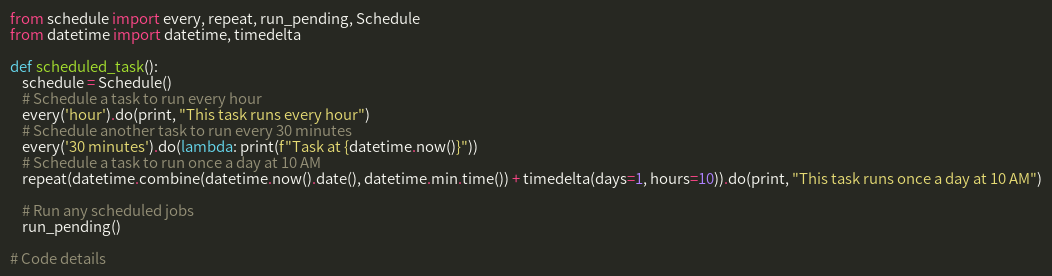 from schedule import every, repeat, run_pending, Schedule
from datetime import datetime, timedelta
def scheduled_task():
schedule = Schedule()
# Schedule a task to run every hour
every('hour').do(print, "This task runs every hour")
# Schedule another task to run every 30 minutes
every('30 minutes').do(lambda: print(f"Task at {datetime.now()}"))
# Schedule a task to run once a day at 10 AM
repeat(datetime.combine(datetime.now().date(), datetime.min.time()) + timedelta(days=1, hours=10)).do(print, "This task runs once a day at 10 AM")
# Run any scheduled jobs
run_pending()
# Code details